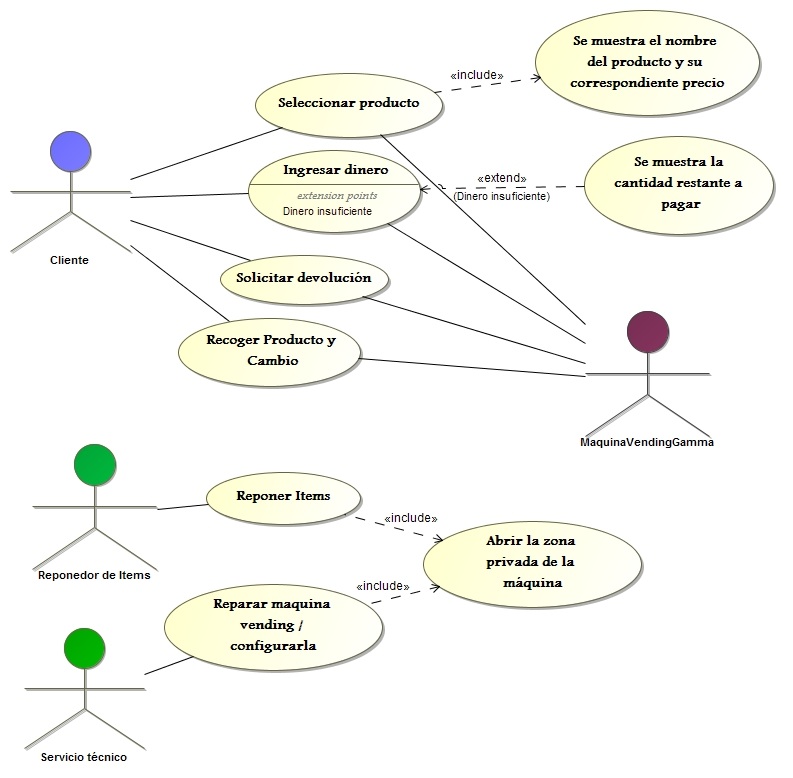 Se muestra el nombre
del producto y su
correspondiente precio
«include»
Seleccionar producto
Ingresar dinero
extension points
Dinero insuficiente
«extend»
(Dinero insuficiente)
Se muestra la
cantidad restante a
pagar
Cliente
Solicitar devolución
Recoger Producto y
Cambio
MaquinaVendingGamma
Reponer Items
«include»
Abrir la zona
privada de la
máquina
Reponedor de Items
«include»
Reparar maquina
vending /
configurarla
Servicio técnico